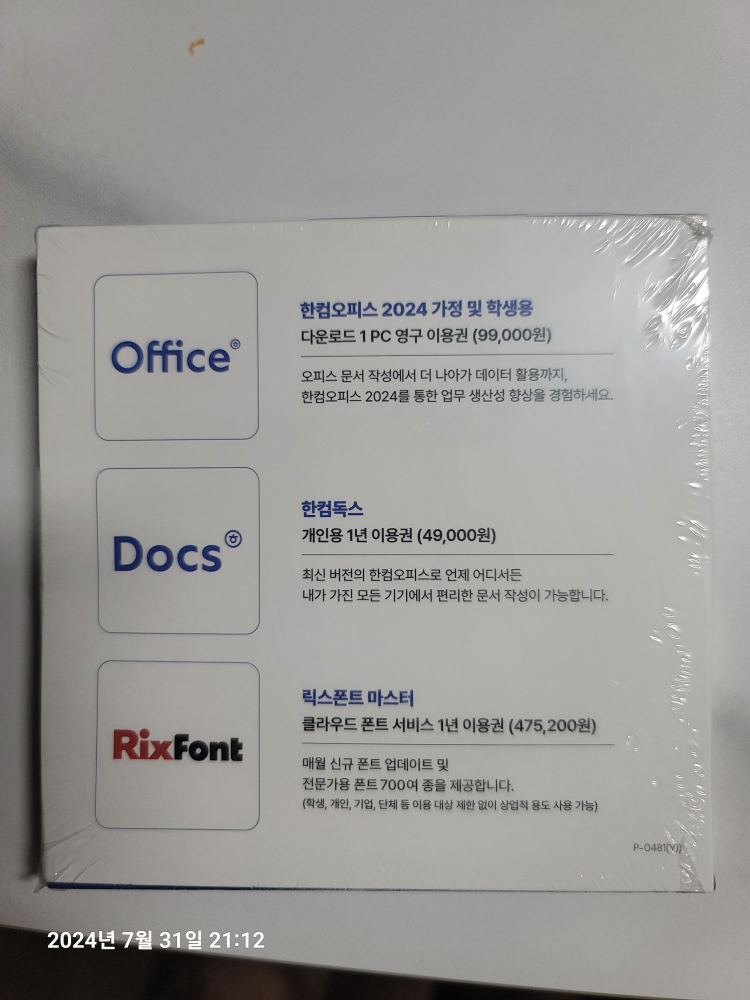 Office
한컴오피스 2024 가정 및 학생용
다운로드 1 PC 영구 이용권 (99,000원)
오피스 문서 작성에서 더 나아가 데이터 활용까지,
한컴오피스 2024를 통한 업무 생산성 향상을 경험하세요.
Docs
한컴독스
개인용 1년 이용권 (49,000원)
최신 버전의 한컴오피스로 언제 어디서든
내가 가진 모든 기기에서 편리한 문서 작성이 가능합니다.
RixFont
릭스폰트 마스터
클라우드 폰트 서비스 1년 이용권 (475,200원)
매월 신규 폰트 업데이트 및
전문가용 폰트 700여 종을 제공합니다.
(학생, 개인, 기업, 단체 등 이용 대상 제한 없이 상업적 용도 사용 가능)
P-0481(YJ)
2024년 7월 31일 21:12